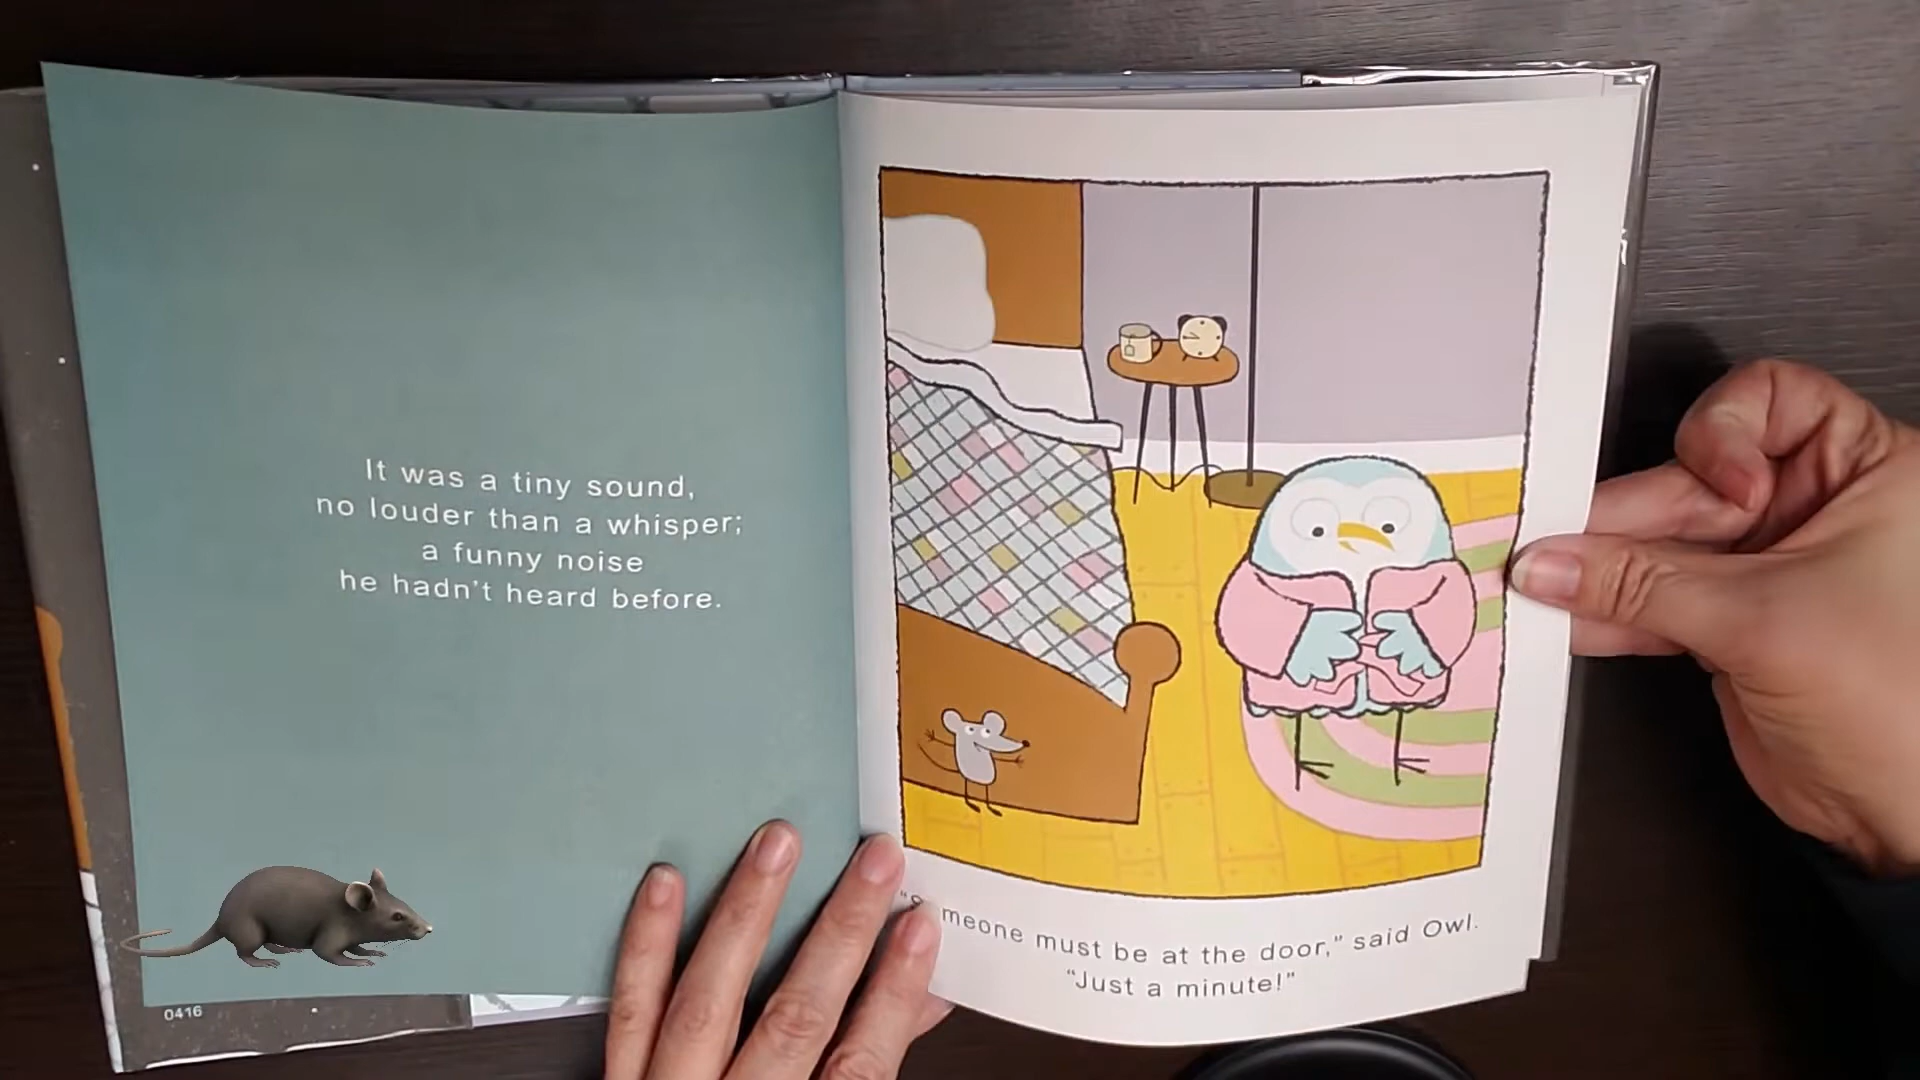 It was a tiny sound,
no louder than a whisper;
a funny noise
he hadn't heard before.
0416
meone must be at the door," said Owl.
"Just a minute!"